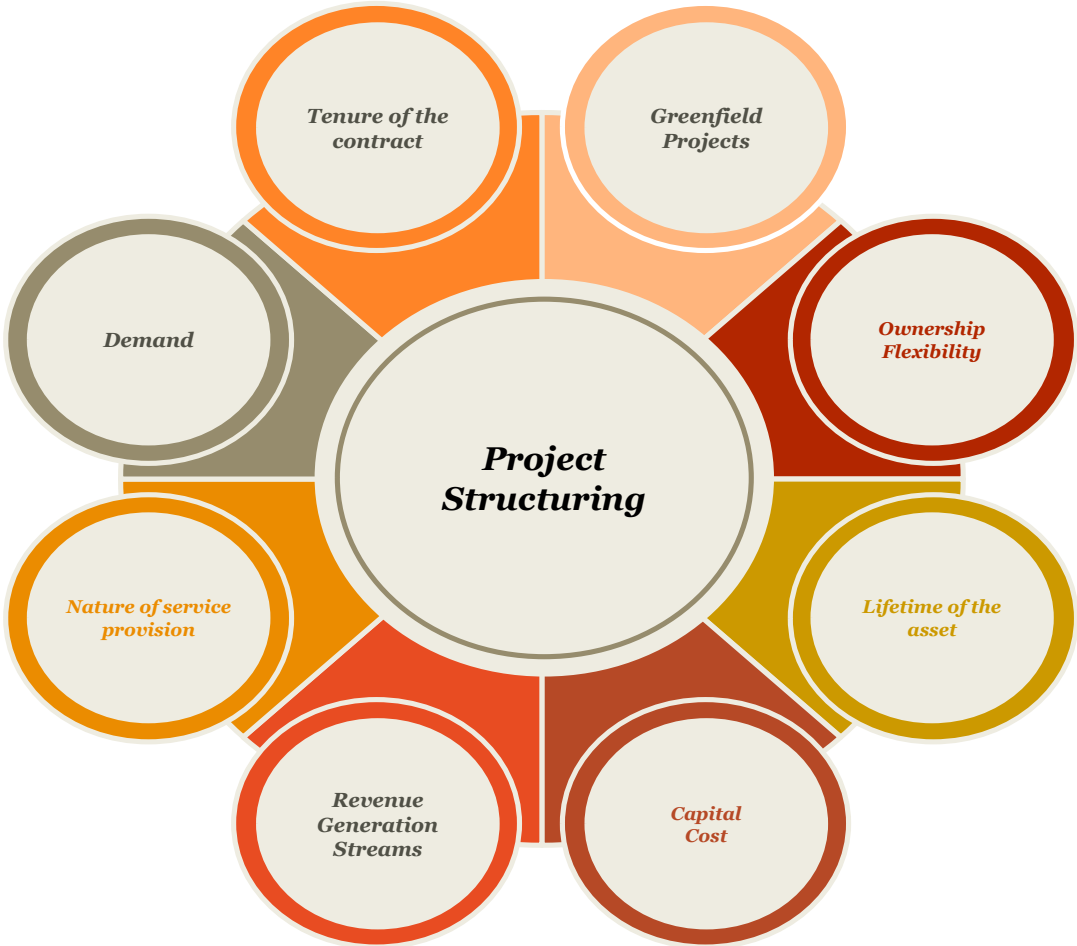 Tenure of the
contract
Greenfield
Projects
Demand
Ownership
Flexibility
Project
Structuring
Nature of service
provision
Lifetime of the
asset
Revenue
Generation
Streams
Capital
Cost